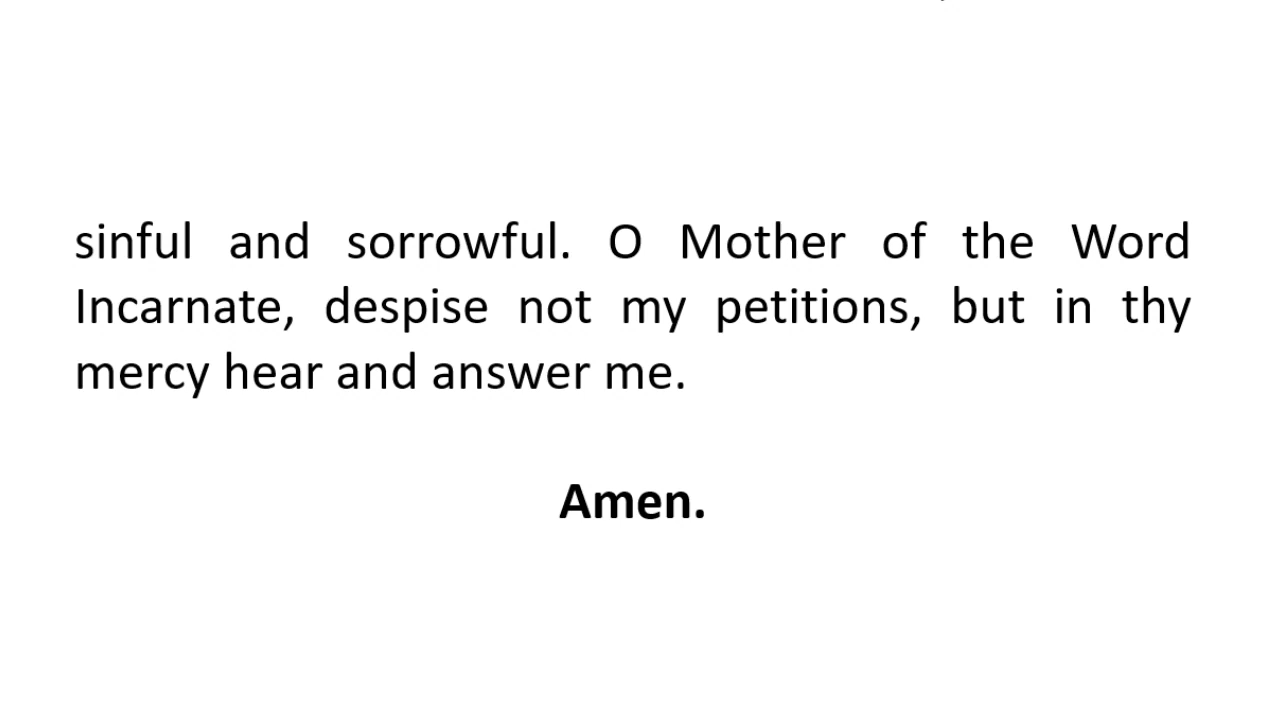 sinful and sorrowful. O Mother of the Word
Incarnate, despise not my petitions, but in thy
mercy hear and answer me.
Amen.